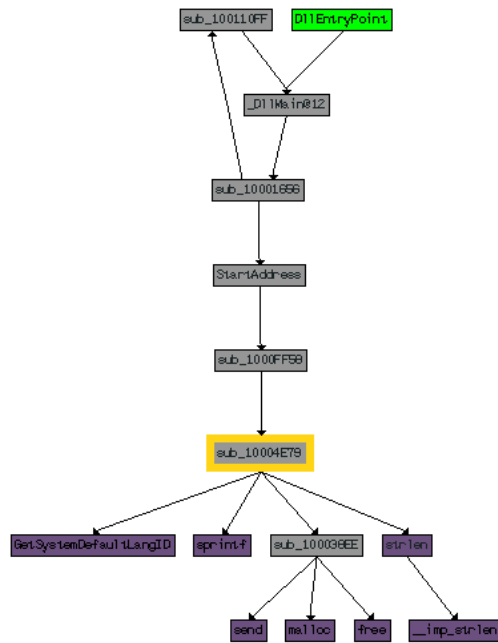 sub_100110FF
DllEntryPoint
_DllMain@12
sub_10001656
StartAddress
sub_1000FF58
sub_10004E79
GetSystemDefaultLangID
sprintf
sub_100038EE
strlen
send
malloc
free
__imp_strlen